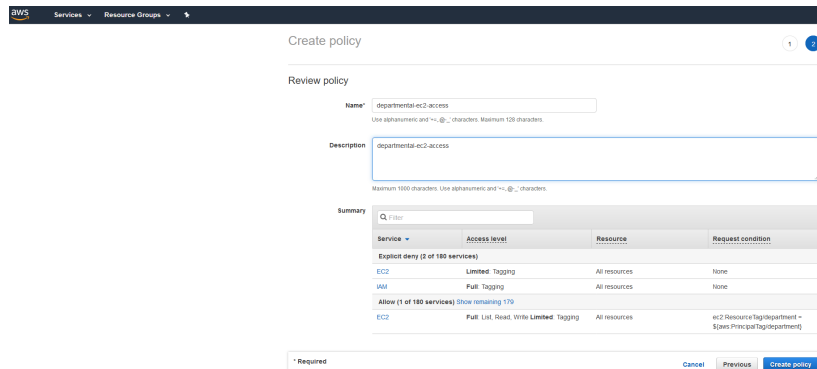 aws
Services
Resource Groups
Create policy
1
2
Review policy
Name*
departmental-ec2-access
Use alphanumeric and '+=,.@-_' characters. Maximum 128 characters.
Description
departmental-ec2-access
Maximum 1000 characters. Use alphanumeric and '+=,.@-_' characters.
Summary
Filter
Service Access level Resource Request condition
Explicit deny (2 of 180 services)
EC2 Limited: Tagging All resources None
IAM Full: Tagging All resources None
Allow (1 of 180 services) Show remaining 179
EC2 Full: List, Read, Write Limited: Tagging All resources ec2:ResourceTag/department =
${aws:PrincipalTag/department}
* Required
Cancel Previous Create policy